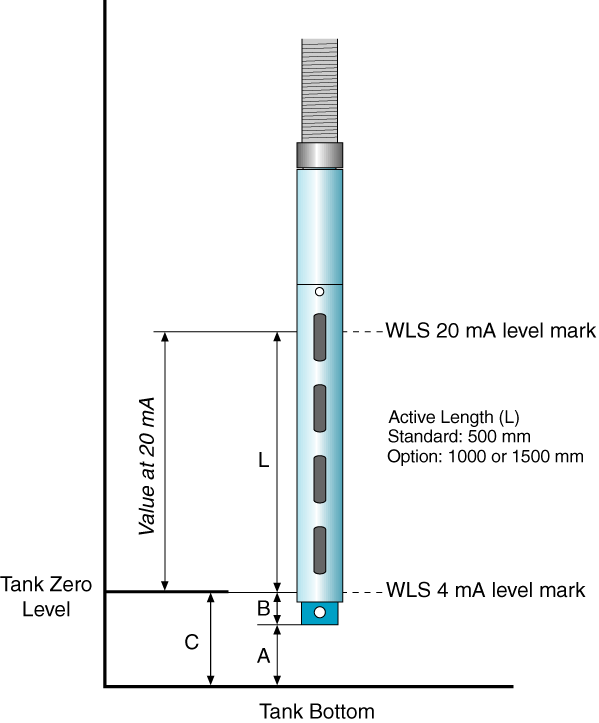 WLS 20 mA level mark
Value at 20 mA
L
Active Length (L)
Standard: 500 mm
Option: 1000 or 1500 mm
Tank Zero
Level
WLS 4 mA level mark
B
C
A
Tank Bottom